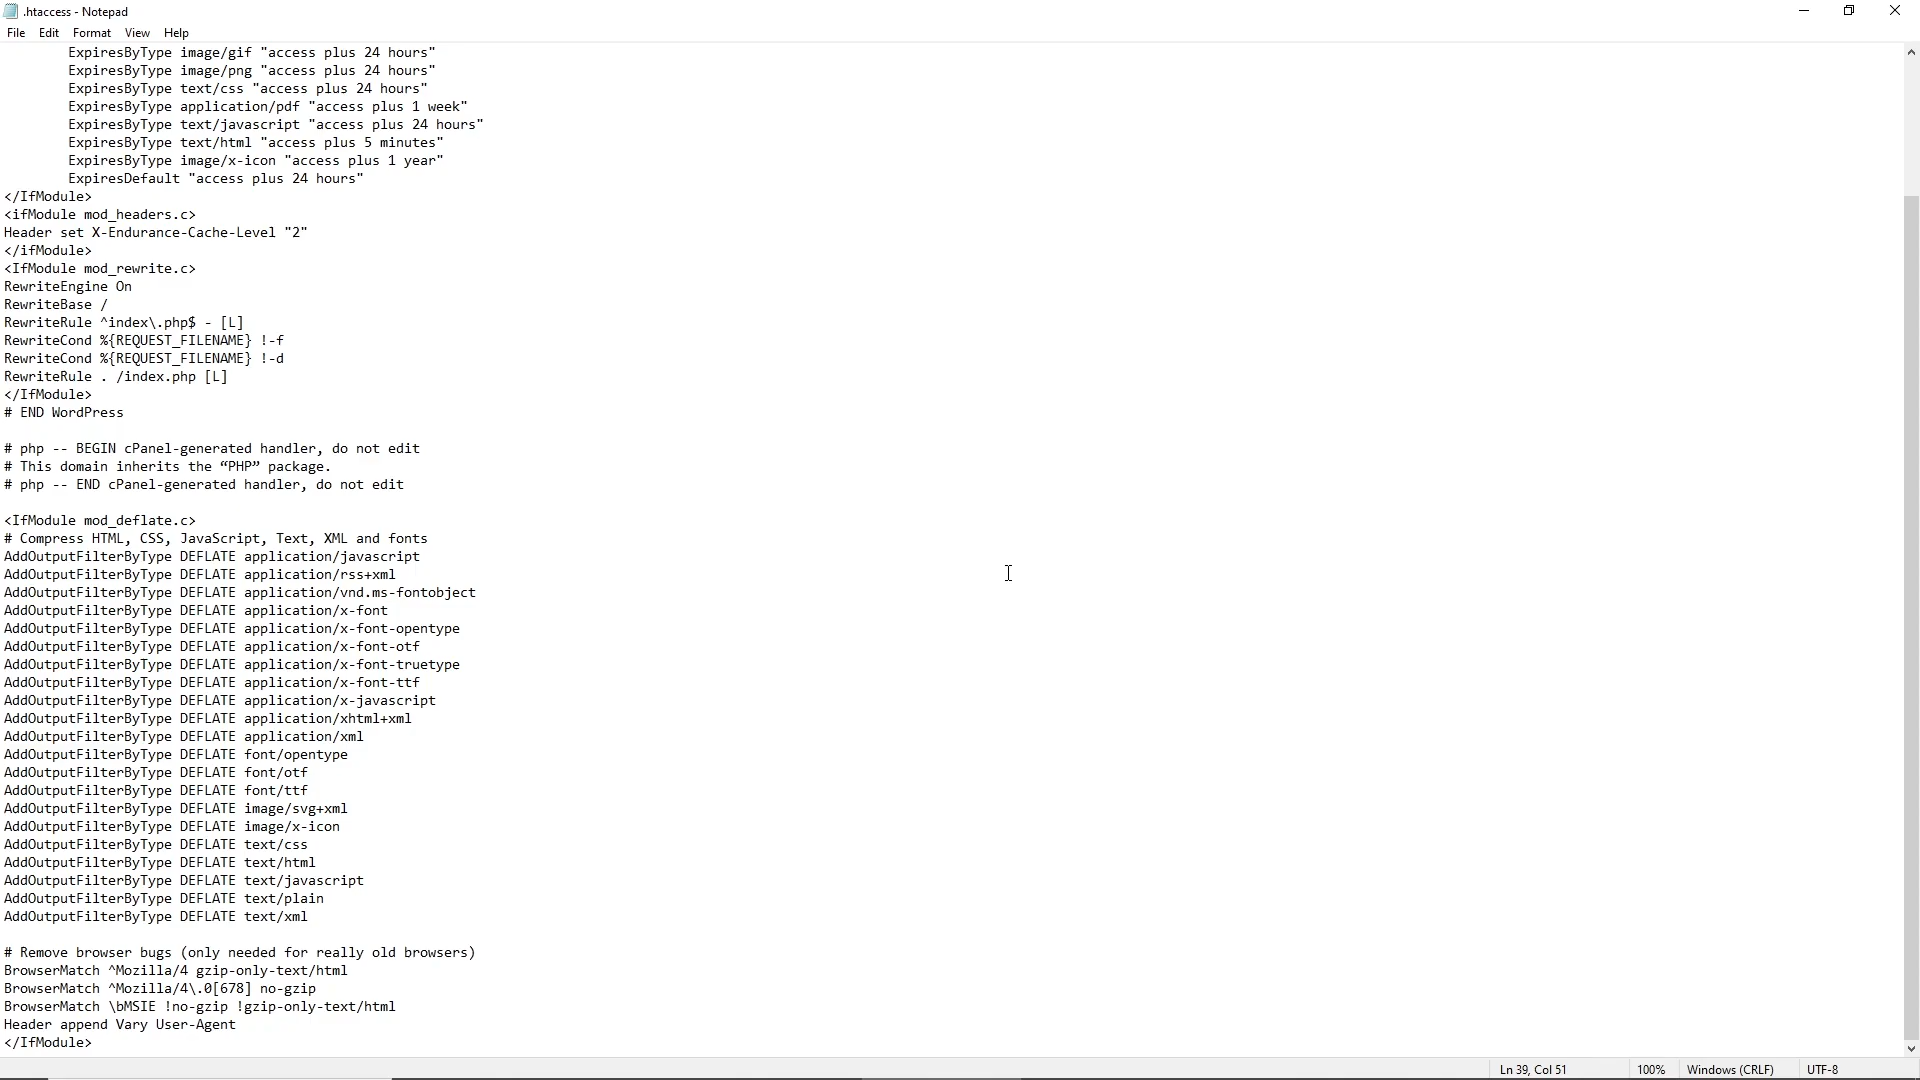 .htaccess - Notepad
File Edit Format View Help
ExpiresByType image/gif "access plus 24 hours"
ExpiresByType image/png "access plus 24 hours"
ExpiresByType text/css "access plus 24 hours"
ExpiresByType application/pdf "access plus 1 week"
ExpiresByType text/javascript "access plus 24 hours"
ExpiresByType text/html "access plus 5 minutes"
ExpiresByType image/x-icon "access plus 1 year"
ExpiresDefault "access plus 24 hours"
</IfModule>
<ifModule mod_headers.c>
Header set X-Endurance-Cache-Level "2"
</ifModule>
<IfModule mod_rewrite.c>
RewriteEngine On
RewriteBase /
RewriteRule ^index\.php$ - [L]
RewriteCond %{REQUEST_FILENAME} !-f
RewriteCond %{REQUEST_FILENAME} !-d
RewriteRule . /index.php [L]
</IfModule>
# END WordPress
# php -- BEGIN cPanel-generated handler, do not edit
# This domain inherits the “PHP” package.
# php -- END cPanel-generated handler, do not edit
<IfModule mod_deflate.c>
# Compress HTML, CSS, JavaScript, Text, XML and fonts
AddOutputFilterByType DEFLATE application/javascript
AddOutputFilterByType DEFLATE application/rss+xml
AddOutputFilterByType DEFLATE application/vnd.ms-fontobject
AddOutputFilterByType DEFLATE application/x-font
AddOutputFilterByType DEFLATE application/x-font-opentype
AddOutputFilterByType DEFLATE application/x-font-otf
AddOutputFilterByType DEFLATE application/x-font-truetype
AddOutputFilterByType DEFLATE application/x-font-ttf
AddOutputFilterByType DEFLATE application/x-javascript
AddOutputFilterByType DEFLATE application/xhtml+xml
AddOutputFilterByType DEFLATE application/xml
AddOutputFilterByType DEFLATE font/opentype
AddOutputFilterByType DEFLATE font/otf
AddOutputFilterByType DEFLATE font/ttf
AddOutputFilterByType DEFLATE image/svg+xml
AddOutputFilterByType DEFLATE image/x-icon
AddOutputFilterByType DEFLATE text/css
AddOutputFilterByType DEFLATE text/html
AddOutputFilterByType DEFLATE text/javascript
AddOutputFilterByType DEFLATE text/plain
AddOutputFilterByType DEFLATE text/xml
# Remove browser bugs (only needed for really old browsers)
BrowserMatch ^Mozilla/4 gzip-only-text/html
BrowserMatch ^Mozilla/4\.0[678] no-gzip
BrowserMatch \bMSIE !no-gzip !gzip-only-text/html
Header append Vary User-Agent
</IfModule>
Ln 39, Col 51 100% Windows (CRLF) UTF-8